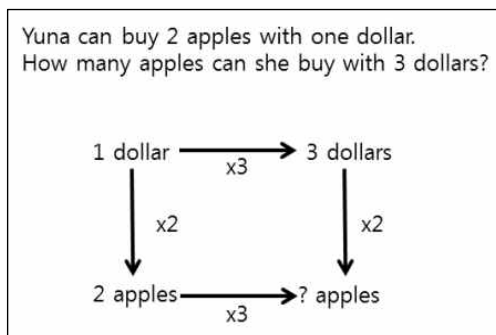 Yuna can buy 2 apples with one dollar.
How many apples can she buy with 3 dollars?
1 dollar x3 3 dollars
x2 x2
2 apples x3 ? apples